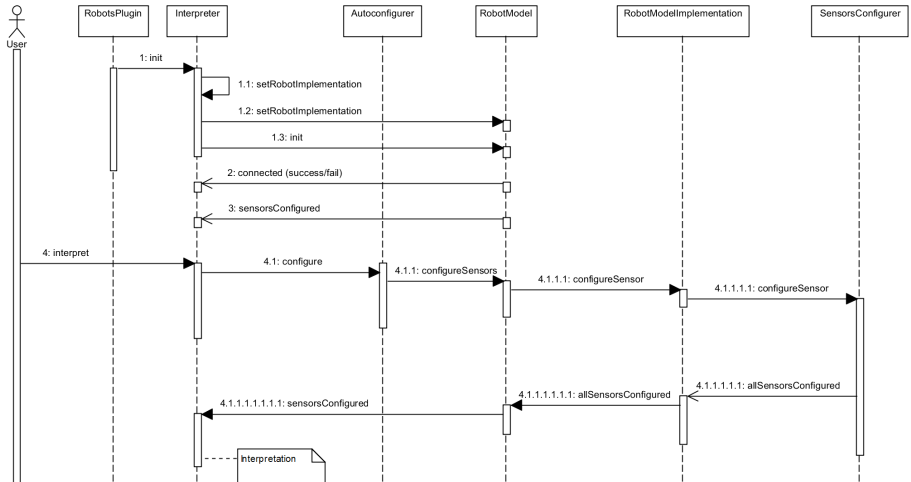 RobotsPlugin
Interpreter
Autoconfigurer
RobotModel
RobotModelImplementation
SensorsConfigurer
User
1: init
1.1: setRobotImplementation
1.2: setRobotImplementation
1.3: init
2: connected (success/fail)
3: sensorsConfigured
4: interpret
4.1: configure
4.1.1: configureSensors
4.1.1.1: configureSensor
4.1.1.1.1: configureSensor
4.1.1.1.1.1: allSensorsConfigured
4.1.1.1.1.1.1: allSensorsConfigured
4.1.1.1.1.1.1.1: sensorsConfigured
Interpretation